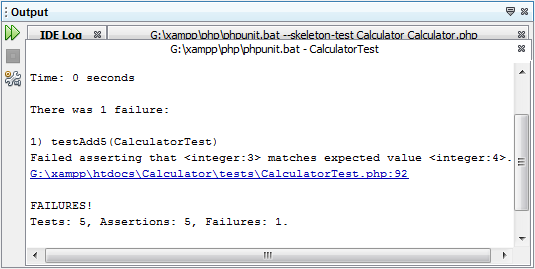 Output
IDE Log
G:\xampp\php\phpunit.bat --skeleton-test Calculator Calculator.php
G:\xampp\php\phpunit.bat - CalculatorTest
Time: 0 seconds
There was 1 failure:
1) testAdd5(CalculatorTest)
Failed asserting that <integer:3> matches expected value <integer:4>.
G:\xampp\htdocs\Calculator\tests\CalculatorTest.php:92
FAILURES!
Tests: 5, Assertions: 5, Failures: 1.